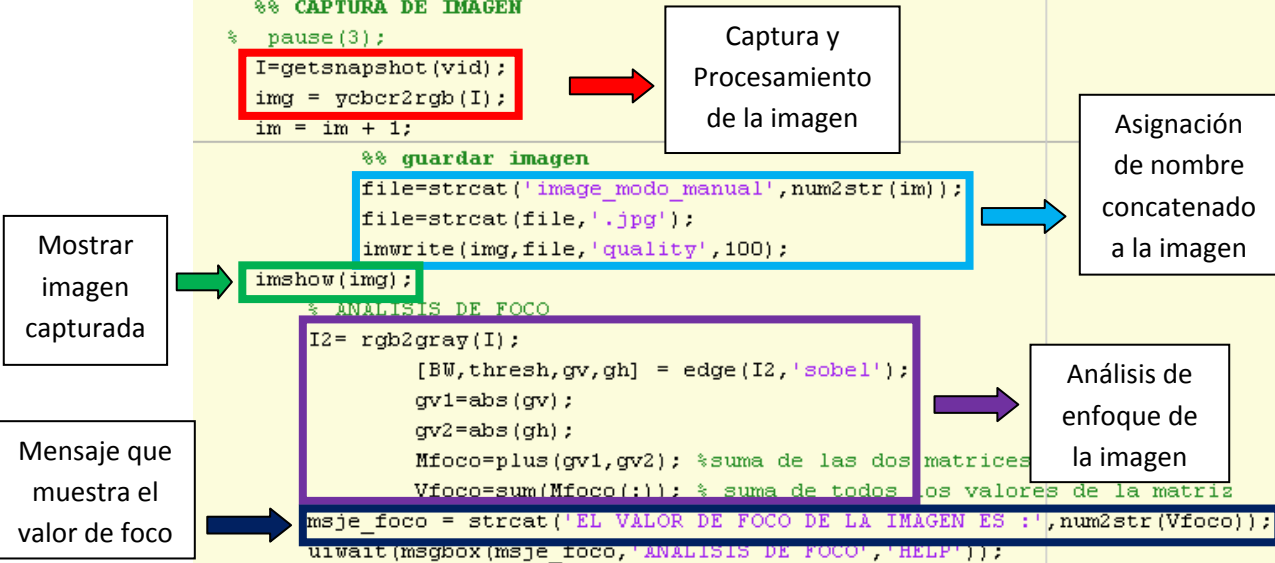 %% CAPTURA DE IMAGEN
%  pause(3);
I=getsnapshot(vid);
img = ycbcr2rgb(I);
im = im + 1;
Captura y
Procesamiento
de la imagen
%% guardar imagen
file=strcat('image_modo_manual',num2str(im));
file=strcat(file,'.jpg');
imwrite(img,file,'quality',100);
Asignación
de nombre
concatenado
a la imagen
Mostrar
imagen
capturada
imshow(img);
% ANALISIS DE FOCO
I2= rgb2gray(I);
[BW,thresh,gv,gh] = edge(I2,'sobel');
gv1=abs(gv);
gv2=abs(gh);
Mfoco=plus(gv1,gv2); %suma de las dos matrices
Vfoco=sum(Mfoco(:)); % suma de todos los valores de la matriz
Análisis de
enfoque de
la imagen
Mensaje que
muestra el
valor de foco
msje_foco = strcat('EL VALOR DE FOCO DE LA IMAGEN ES :',num2str(Vfoco));
uiwait(msgbox(msje_foco,'ANALISIS DE FOCO','HELP'));